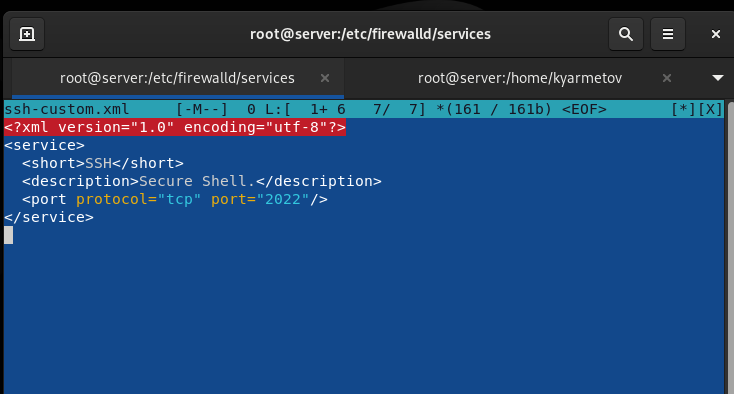 root@server:/etc/firewalld/services
root@server:/etc/firewalld/services × root@server:/home/kyarmetov ×
ssh-custom.xml [-M--] 0 L:[ 1+ 6 7/ 7] *(161 / 161b) <EOF> [*][X]
<?xml version="1.0" encoding="utf-8"?>
<service>
  <short>SSH</short>
  <description>Secure Shell.</description>
  <port protocol="tcp" port="2022"/>
</service>